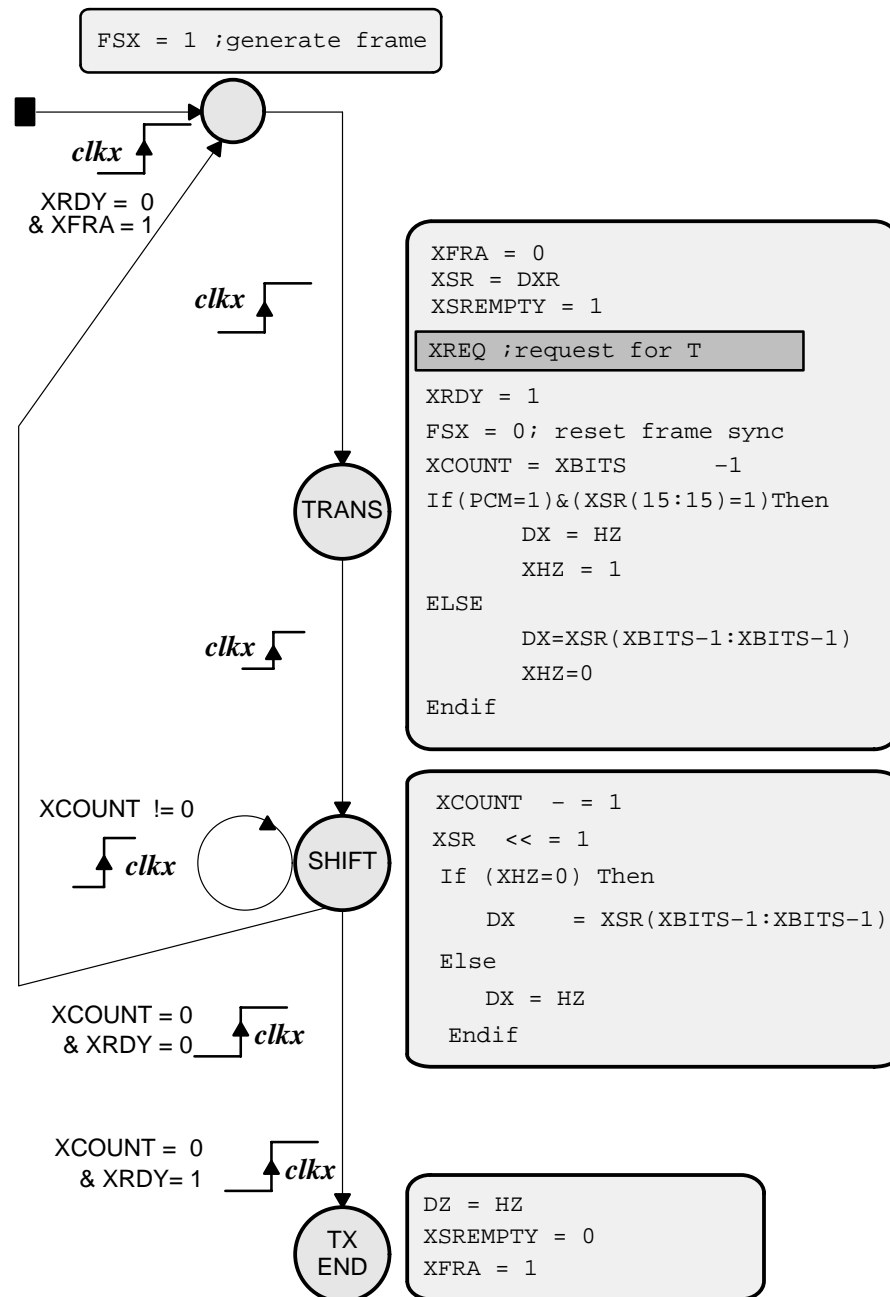 FSX = 1 ;generate frame
clkx
XRDY = 0
& XFRA = 1
XFRA = 0
XSR = DXR
XSREMPTY = 1
clkx
XREQ ;request for T
XRDY = 1
FSX = 0; reset frame sync
XCOUNT = XBITS −1
If(PCM=1)&(XSR(15:15)=1)Then
TRANS
DX = HZ
XHZ = 1
ELSE
DX=XSR(XBITS−1:XBITS−1)
clkx
XHZ=0
Endif
XCOUNT != 0
clkx
SHIFT
XCOUNT − = 1
XSR << = 1
If (XHZ=0) Then
DX = XSR(XBITS−1:XBITS−1)
Else
DX = HZ
Endif
XCOUNT = 0
& XRDY = 0
clkx
XCOUNT = 0
& XRDY= 1
clkx
TX
END
DZ = HZ
XSREMPTY = 0
XFRA = 1